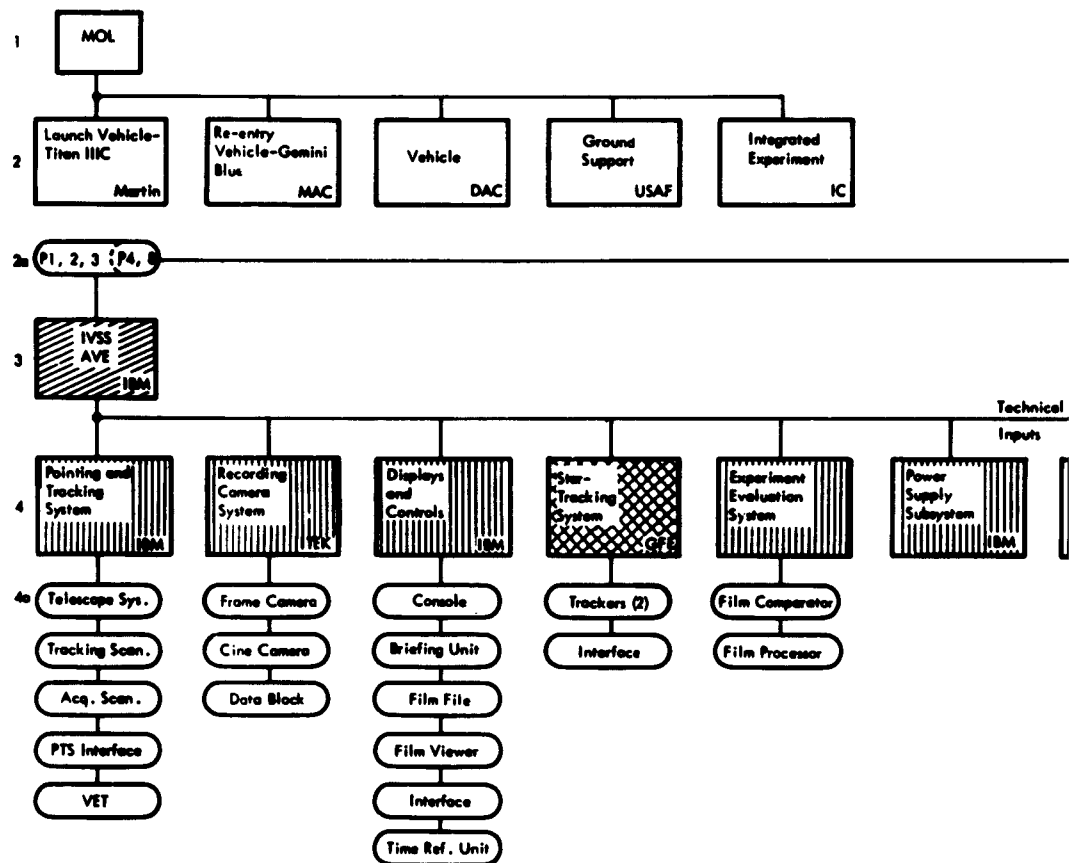 1
MOL
2
Launch Vehicle-
Titan IIIC
Martin
Re-entry
Vehicle-Gemini
Blue
MAC
Vehicle
DAC
Ground
Support
USAF
Integrated
Experiment
IC
2a
P1, 2, 3
P4, 8
3
IVSS
AVE
IBM
Technical
Inputs
4
Pointing and
Tracking
System
IBM
Recording
Camera
System
TEK
Displays
and
Controls
IBM
Star-
Tracking
System
GFE
Experiment
Evaluation
System
Power
Supply
Subsystem
IBM
4a
Telescope Sys.
Tracking Scan.
Acq. Scan.
PTS Interface
VET
Frame Camera
Cine Camera
Data Block
Console
Briefing Unit
Film File
Film Viewer
Interface
Time Ref. Unit
Trackers (2)
Interface
Film Comparator
Film Processor